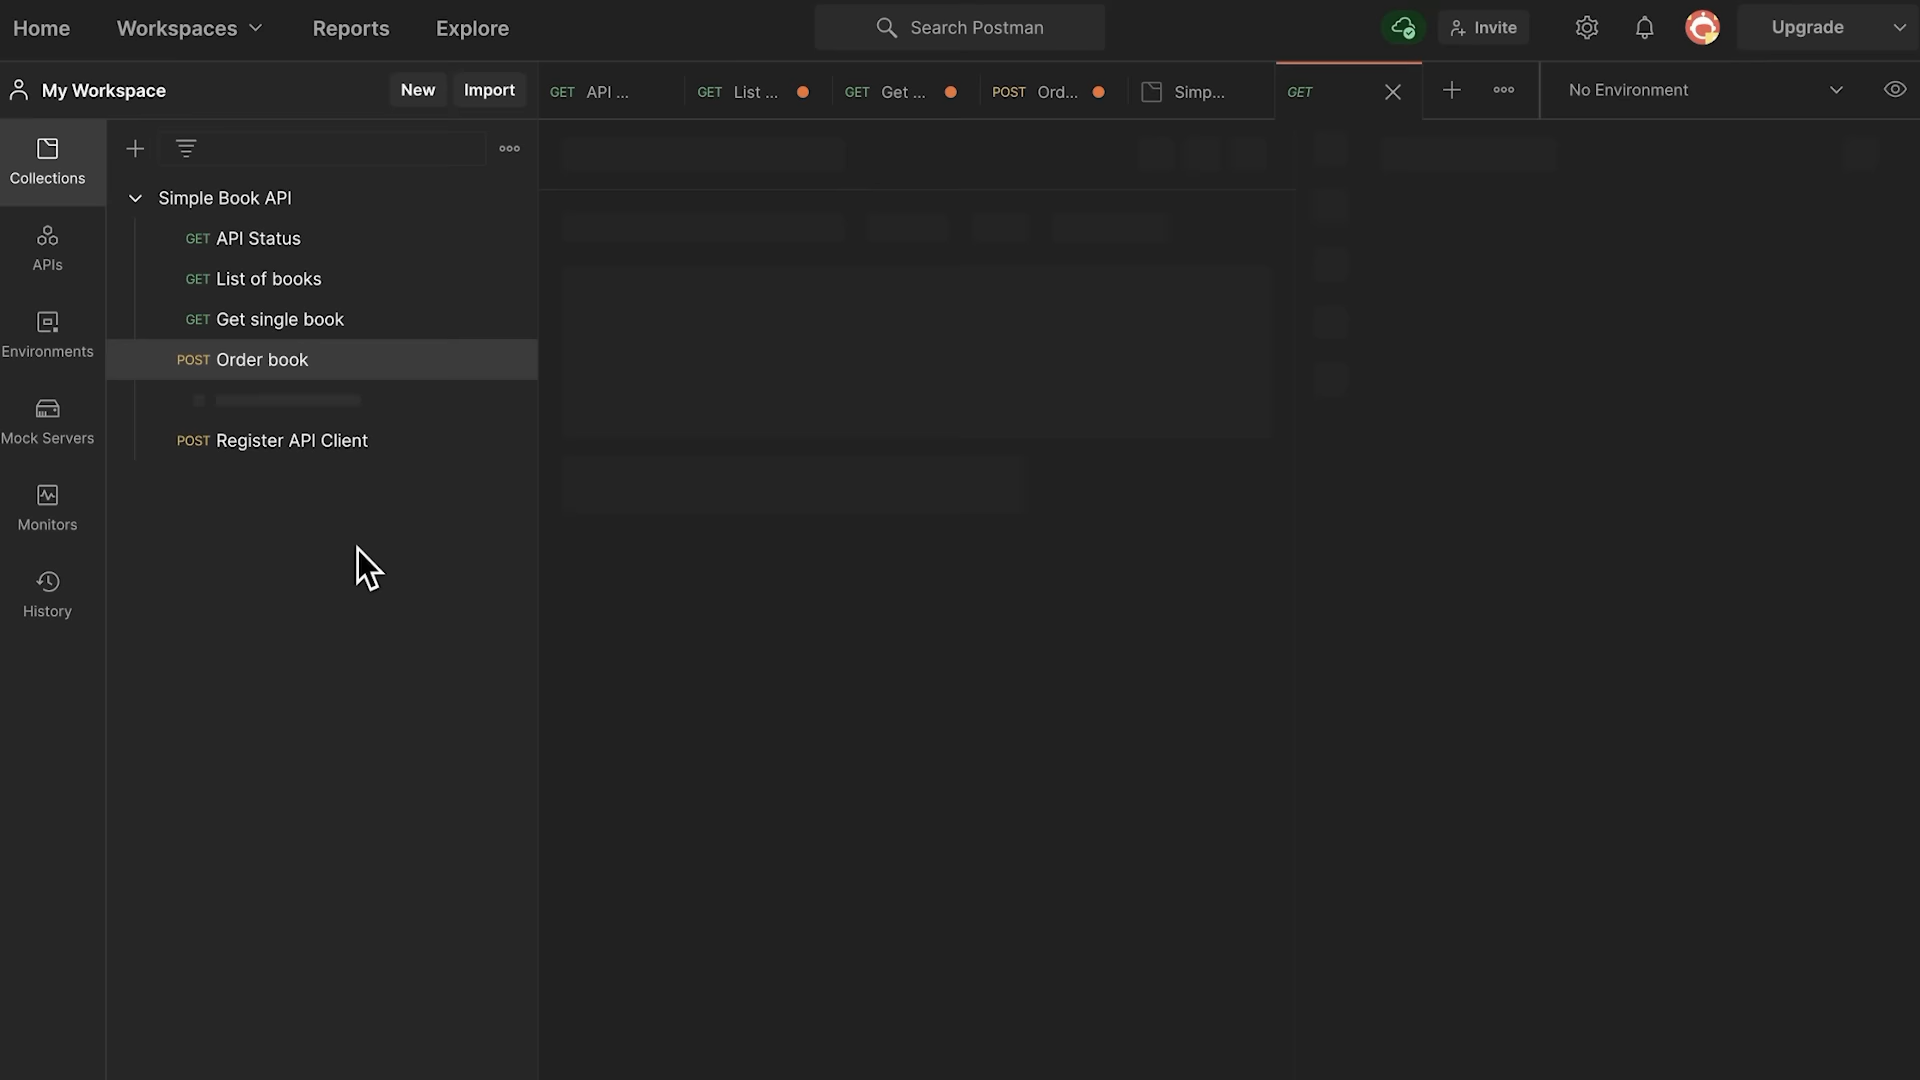 Home Workspaces Reports Explore Search Postman Invite Upgrade
My Workspace New Import GET API ... GET List ... GET Get ... POST Ord... Simp... GET No Environment
Collections
Simple Book API
GET API Status
APIs
GET List of books
GET Get single book
Environments
POST Order book
Mock Servers
POST Register API Client
Monitors
History